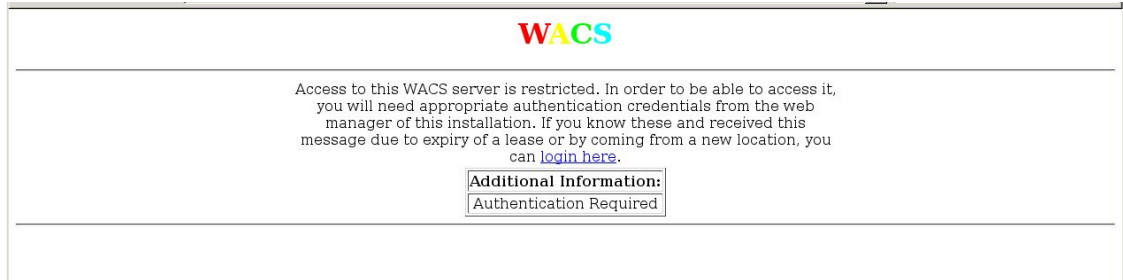 WACS
Access to this WACS server is restricted. In order to be able to access it,
you will need appropriate authentication credentials from the web
manager of this installation. If you know these and received this
message due to expiry of a lease or by coming from a new location, you
can login here.
Additional Information:
Authentication Required